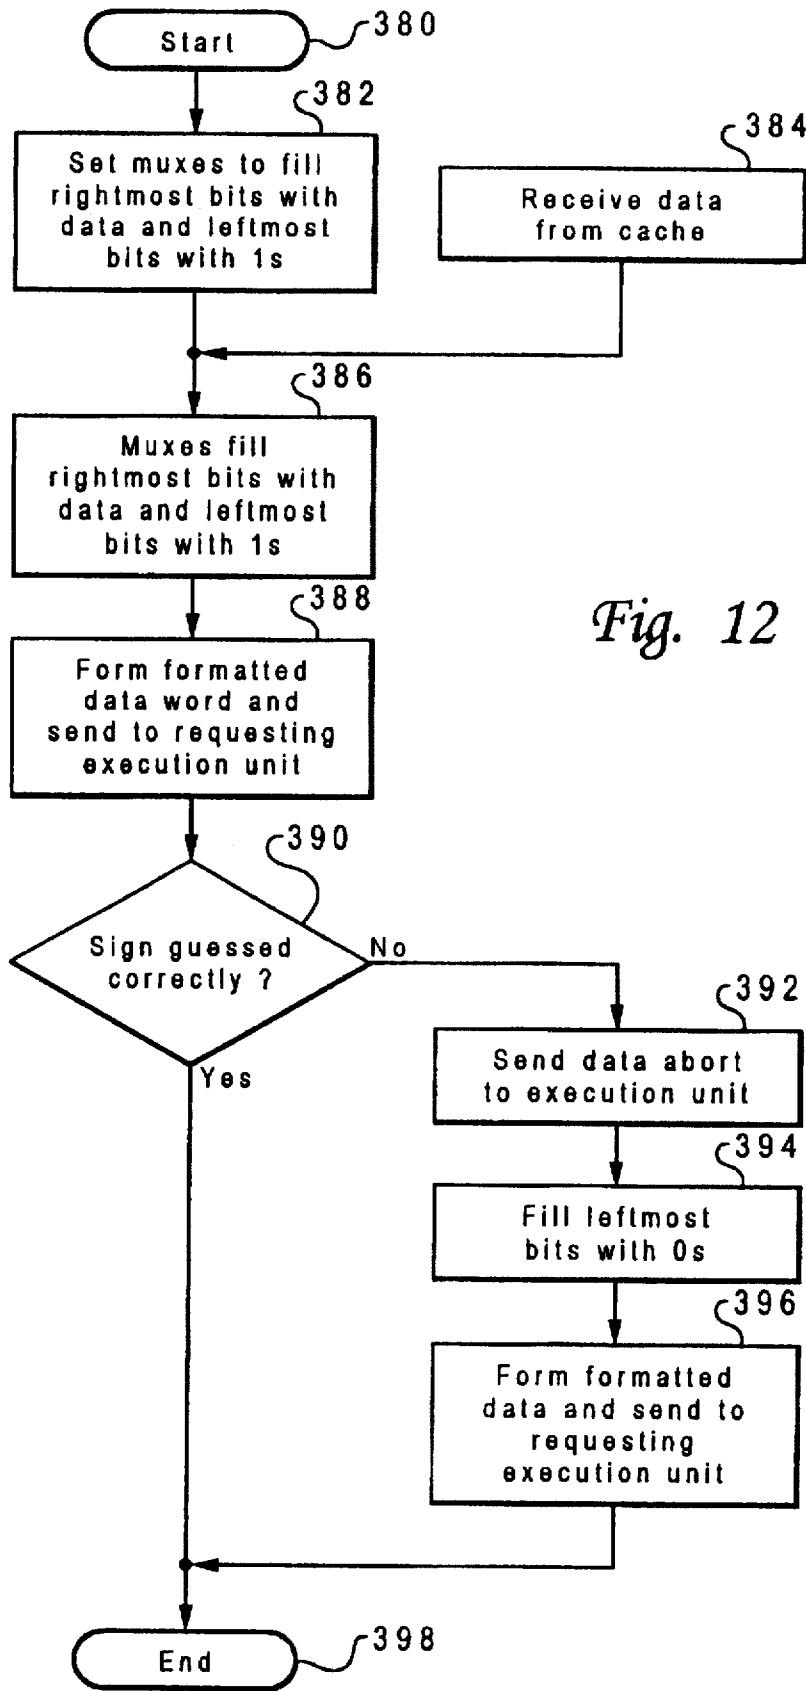 Start
380
382
Set muxes to fill
rightmost bits with
data and leftmost
bits with 1s
384
Receive data
from cache
386
Muxes fill
rightmost bits with
data and leftmost
bits with 1s
388
Form formatted
data word and
send to requesting
execution unit
Fig. 12
390
Sign guessed
correctly ?
No
Yes
392
Send data abort
to execution unit
394
Fill leftmost
bits with 0s
396
Form formatted
data and send to
requesting
execution unit
End
398